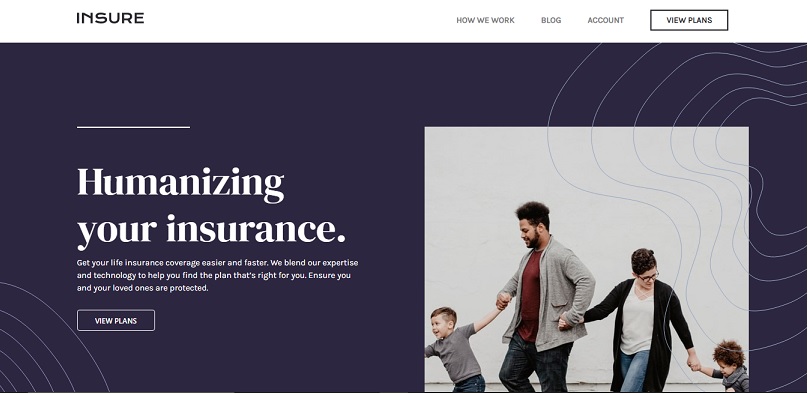 INSURE
HOW WE WORK
BLOG
ACCOUNT
VIEW PLANS
Humanizing
your insurance.
Get your life insurance coverage easier and faster. We blend our expertise
and technology to help you find the plan that's right for you. Ensure you
and your loved ones are protected.
VIEW PLANS